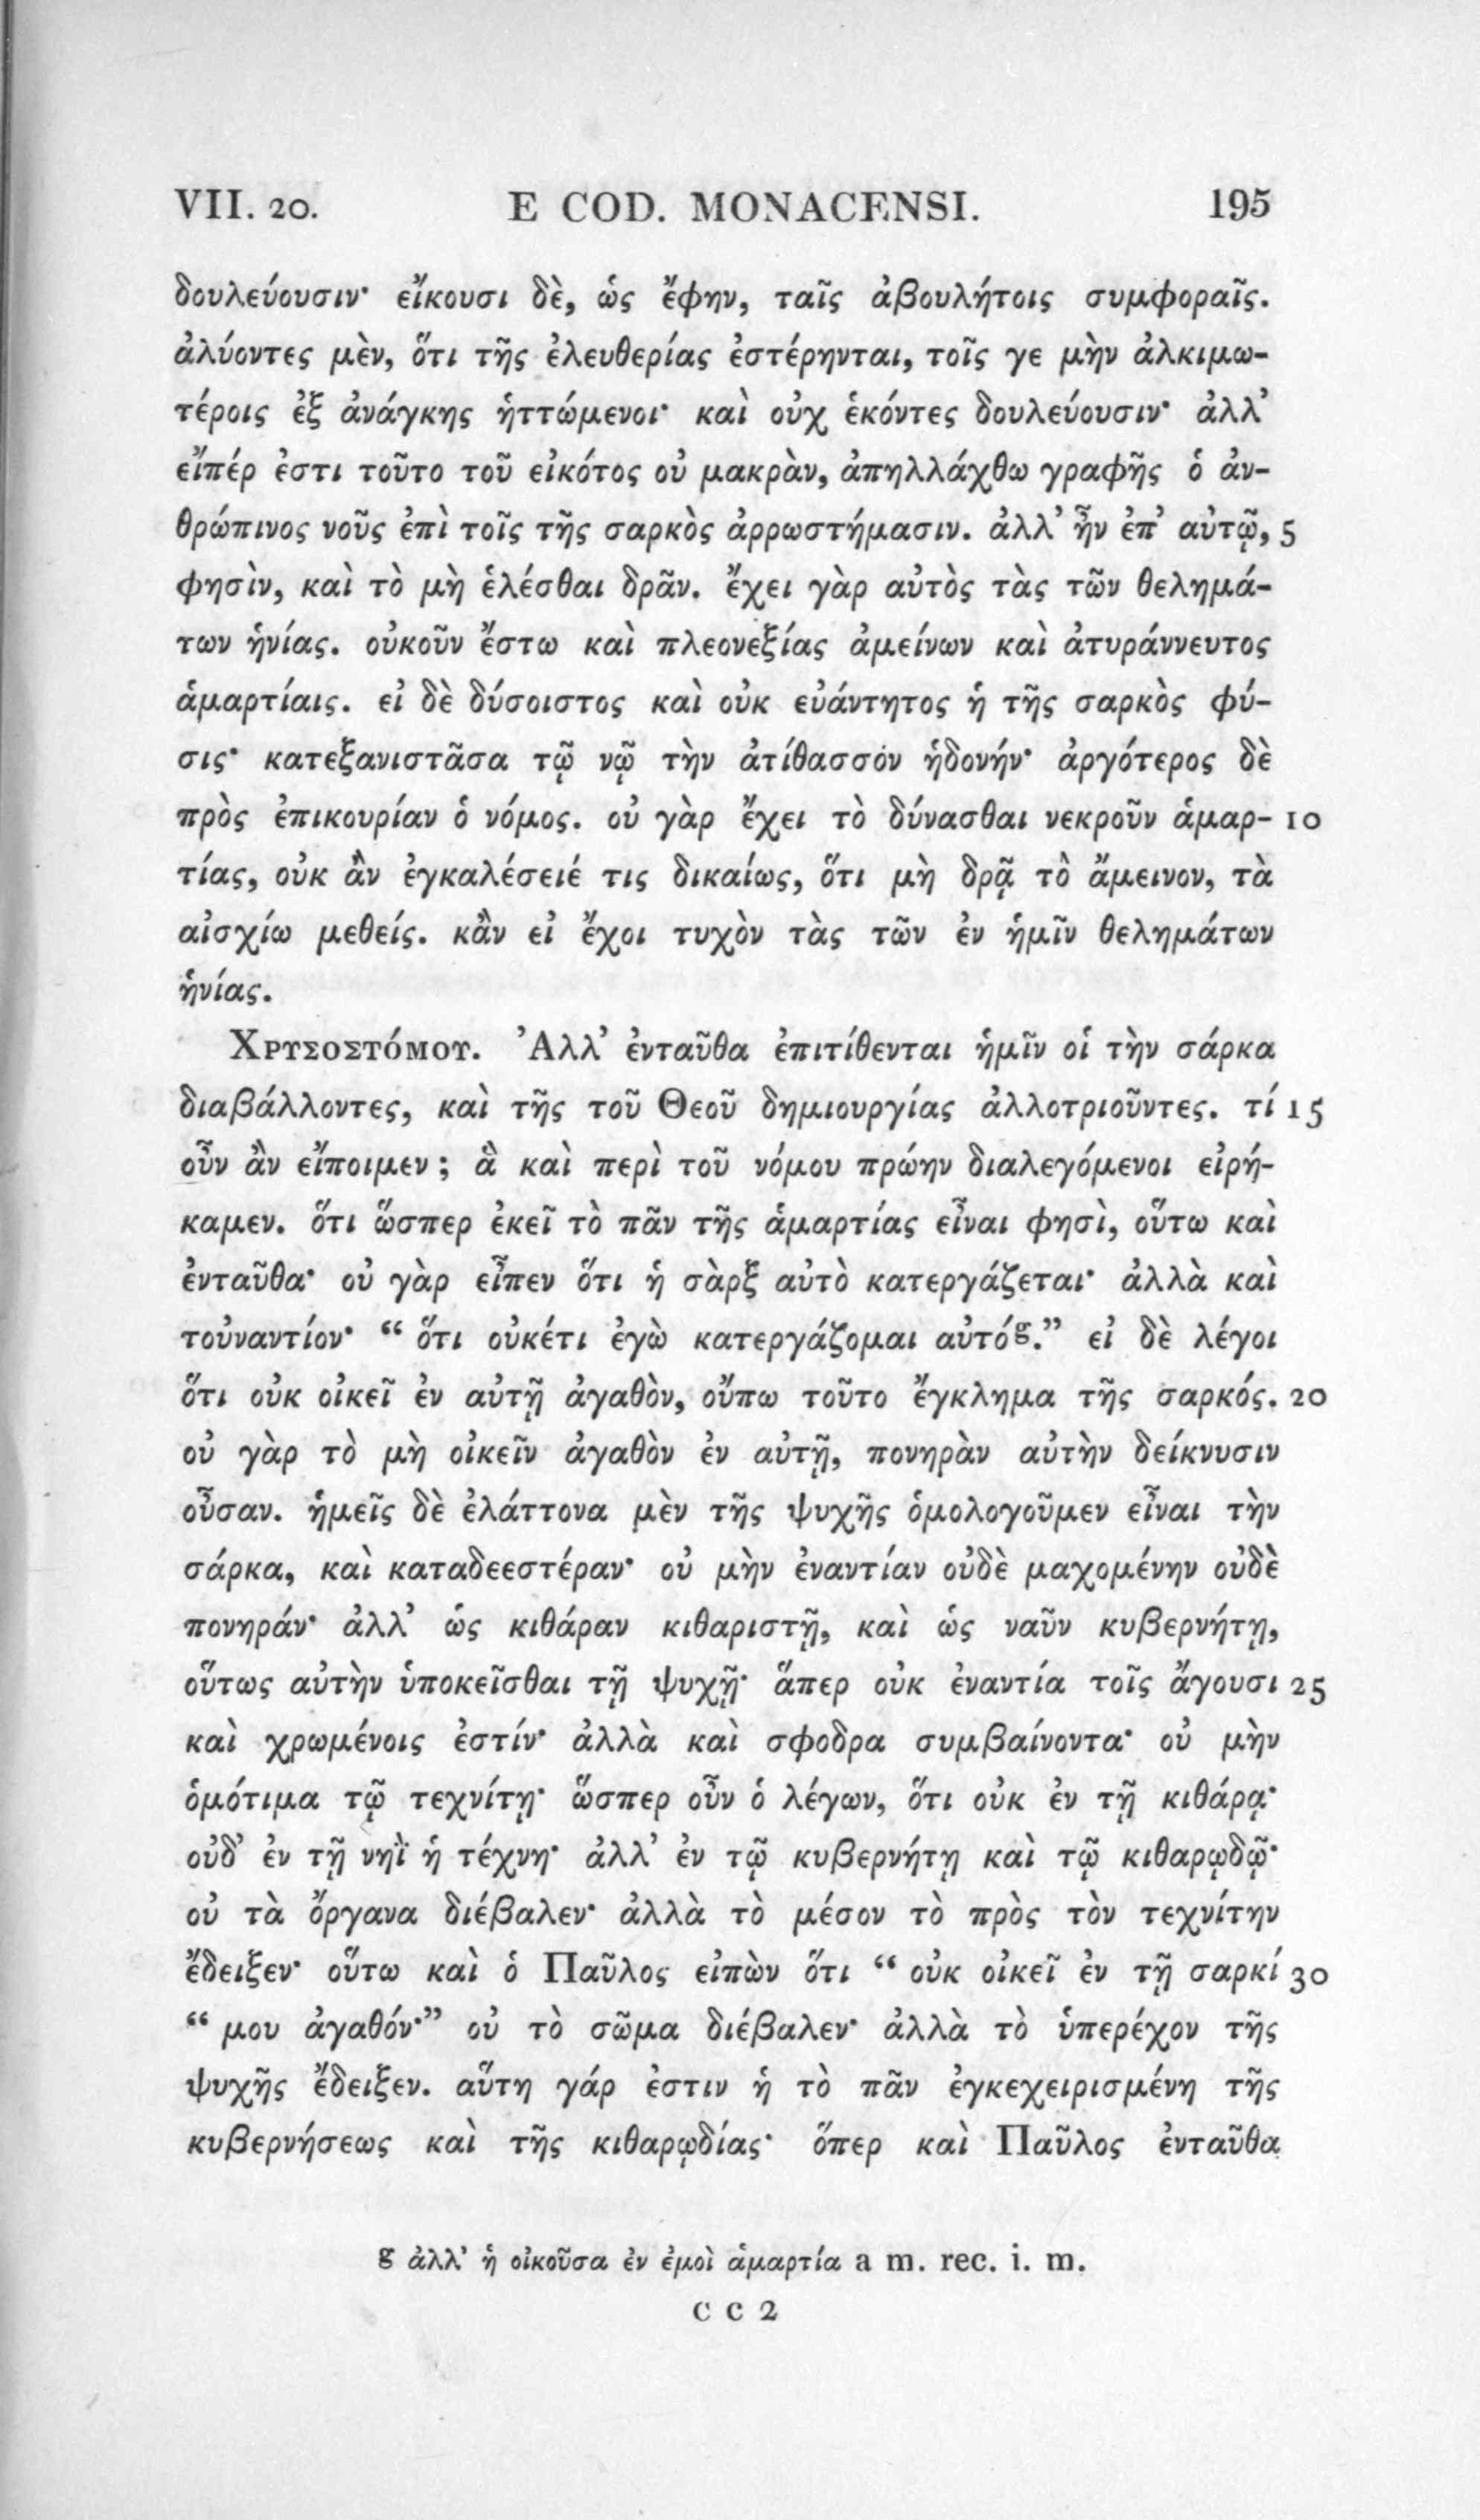 VII. 20. E COD. MONACENSI. 195
δουλεύουσιν· εἴκουσι δὲ, ὡς ἔφην, ταῖς ἀβουλήτοις συμφοραῖς.
ἀλύοντες μὲν, ὅτι τῆς ἐλευθερίας ἐστέρηνται, τοῖς γε μὴν ἀλκιμω-
τέροις ἐξ ἀνάγκης ἡττώμενοι· καὶ οὐχ ἑκόντες δουλεύουσιν· ἀλλ’
εἴπέρ ἐστι τοῦτο τοῦ εἰκότος οὐ μακρὰν, ἀπηλλάχθω γραφῆς ὁ ἀν-
θρώπινος νοῦς ἐπὶ τοῖς τῆς σαρκὸς ἀρρωστήμασιν. ἀλλ’ ἦν ἐπ’ αὐτῷ, 5
φησὶν, καὶ τὸ μὴ ἑλέσθαι δρᾶν. ἔχει γὰρ αὐτὸς τὰς τῶν θελημά-
των ἡνίας. οὐκοῦν ἔστω καὶ πλεονεξίας ἀμείνων καὶ ἀτυράννευτος
ἁμαρτίαις. εἰ δὲ δύσοιστος καὶ οὐκ εὐάντητος ἡ τῆς σαρκὸς φύ-
σις· κατεξανιστᾶσα τῷ νῷ τὴν ἀτίθασσόν ἡδονήν· ἀργότερος δὲ
πρὸς ἐπικουρίαν ὁ νόμος. οὐ γὰρ ἔχει τὸ δύνασθαι νεκροῦν ἁμαρ- 10
τίας, οὐκ ἂν ἐγκαλέσειέ τις δικαίως, ὅτι μὴ δρᾷ τὸ ἄμεινον, τὰ
αἰσχίω μεθείς. κἂν εἰ ἔχοι τυχὸν τὰς τῶν ἐν ἡμῖν θελημάτων
ἡνίας.
ΧΡΥΣΟΣΤΌΜΟΥ. Ἀλλ’ ἐνταῦθα ἐπιτίθενται ἡμῖν οἱ τὴν σάρκα
διαβάλλοντες, καὶ τῆς τοῦ Θεοῦ δημιουργίας ἀλλοτριοῦντες. τί 15
οὖν ἂν εἴποιμεν; ἃ καὶ περὶ τοῦ νόμου πρώην διαλεγόμενοι εἰρή-
καμεν. ὅτι ὥσπερ ἐκεῖ τὸ πᾶν τῆς ἁμαρτίας εἶναι φησὶ, οὕτω καὶ
ἐνταῦθα· οὐ γὰρ εἶπεν ὅτι ἡ σὰρξ αὐτὸ κατεργάζεται· ἀλλὰ καὶ
τοὐναντίον· “ ὅτι οὐκέτι ἐγὼ κατεργάζομαι αὐτόg.” εἰ δὲ λέγοι
ὅτι οὐκ οἰκεῖ ἐν αὐτῇ ἀγαθὸν, οὔπω τοῦτο ἔγκλημα τῆς σαρκός. 20
οὐ γὰρ τὸ μὴ οἰκεῖν ἀγαθὸν ἐν αὐτῇ, πονηρὰν αὐτὴν δείκνυσιν
οὖσαν. ἡμεῖς δὲ ἐλάττονα μὲν τῆς ψυχῆς ὁμολογοῦμεν εἶναι τὴν
σάρκα, καὶ καταδεεστέραν· οὐ μὴν ἐναντίαν οὐδὲ μαχομένην οὐδὲ
πονηράν· ἀλλ’ ὡς κιθάραν κιθαριστῇ, καὶ ὡς ναῦν κυβερνήτῃ,
οὕτως αὐτὴν ὑποκεῖσθαι τῇ ψυχῇ· ἅπερ οὐκ ἐναντία τοῖς ἄγουσι 25
καὶ χρωμένοις ἐστίν· ἀλλὰ καὶ σφοδρα συμβαίνοντα· οὐ μὴν
ὁμότιμα τῷ τεχνίτῃ· ὥσπερ οὖν ὁ λέγων, ὅτι οὐκ ἐν τῇ κιθάρᾳ·
οὐδ’ ἐν τῇ νηῒ ἡ τέχνη· ἀλλ’ ἐν τῷ κυβερνήτῃ καὶ τῷ κιθαρῳδῷ·
οὐ τὰ ὄργανα διέβαλεν· ἀλλὰ τὸ μέσον τὸ πρὸς τὸν τεχνίτην
ἔδειξεν· οὕτω καὶ ὁ Παῦλος εἰπὼν ὅτι “ οὐκ οἰκεῖ ἐν τῇ σαρκί 30
“ μου ἀγαθόν·” οὐ τὸ σῶμα διέβαλεν· ἀλλὰ τὸ ὑπερέχον τῆς
ψυχῆς ἔδειξεν. αὕτη γάρ ἐστιν ἡ τὸ πᾶν ἐγκεχειρισμένη τῆς
κυβερνήσεως καὶ τῆς κιθαρῳδίας· ὅπερ καὶ Παῦλος ἐνταῦθα
g ἀλλ’ ἡ οἰκοῦσα ἐν ἐμοὶ ἁμαρτία a m. rec. i. m.
C C 2